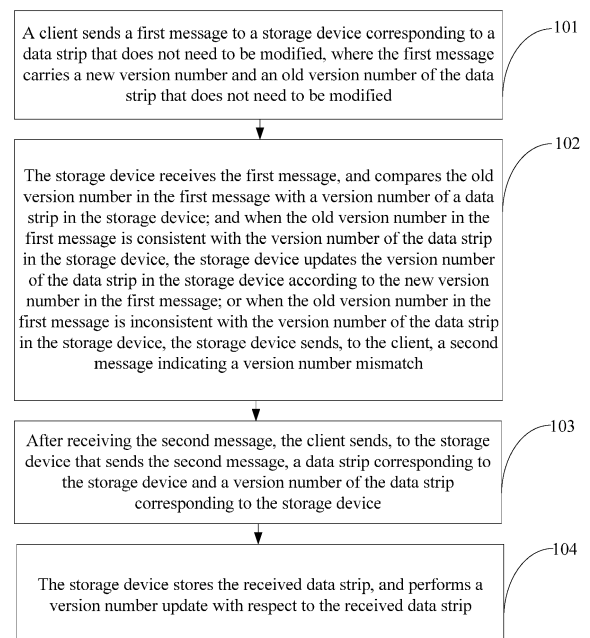 A client sends a first message to a storage device corresponding to a
data strip that does not need to be modified, where the first message
carries a new version number and an old version number of the data
strip that does not need to be modified
101
The storage device receives the first message, and compares the old
version number in the first message with a version number of a data
strip in the storage device; and when the old version number in the
first message is consistent with the version number of the data strip
in the storage device, the storage device updates the version number
of the data strip in the storage device according to the new version
number in the first message; or when the old version number in the
first message is inconsistent with the version number of the data strip
in the storage device, the storage device sends, to the client, a second
message indicating a version number mismatch
102
After receiving the second message, the client sends, to the storage
device that sends the second message, a data strip corresponding to
the storage device and a version number of the data strip
corresponding to the storage device
103
The storage device stores the received data strip, and performs a
version number update with respect to the received data strip
104